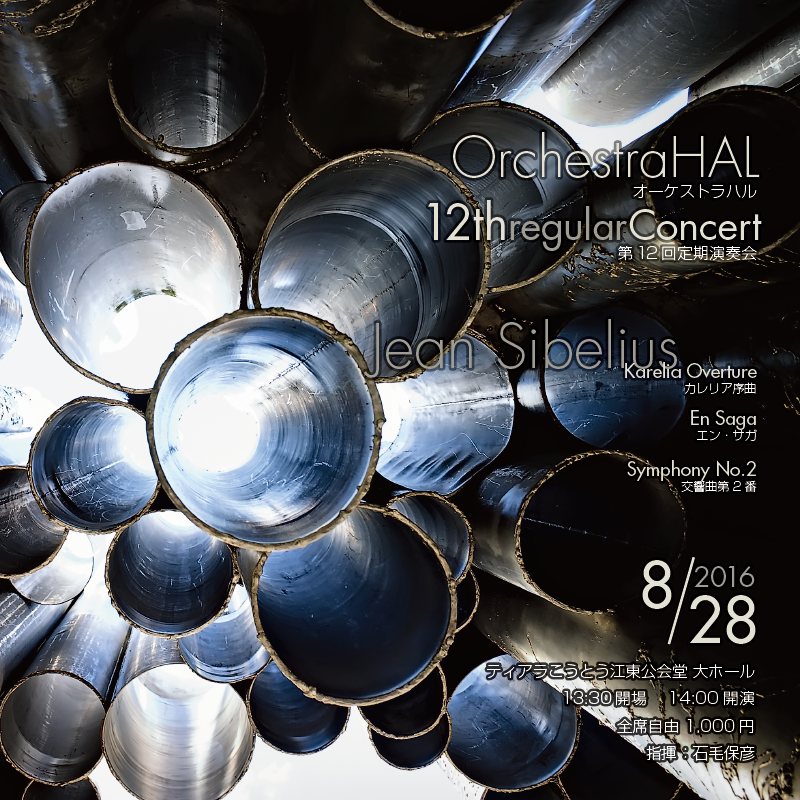 OrchestraHAL
オーケストラハル
12thregularConcert
第12回定期演奏会
Jean Sibelius
Karelia Overture
カレリア序曲
En Saga
エン・サガ
Symphony No.2
交響曲第2番
8/28 2016
ティアラこうとう江東公会堂 大ホール
13:30開場 14:00開演
全席自由 1,000円
指揮：石毛保彦